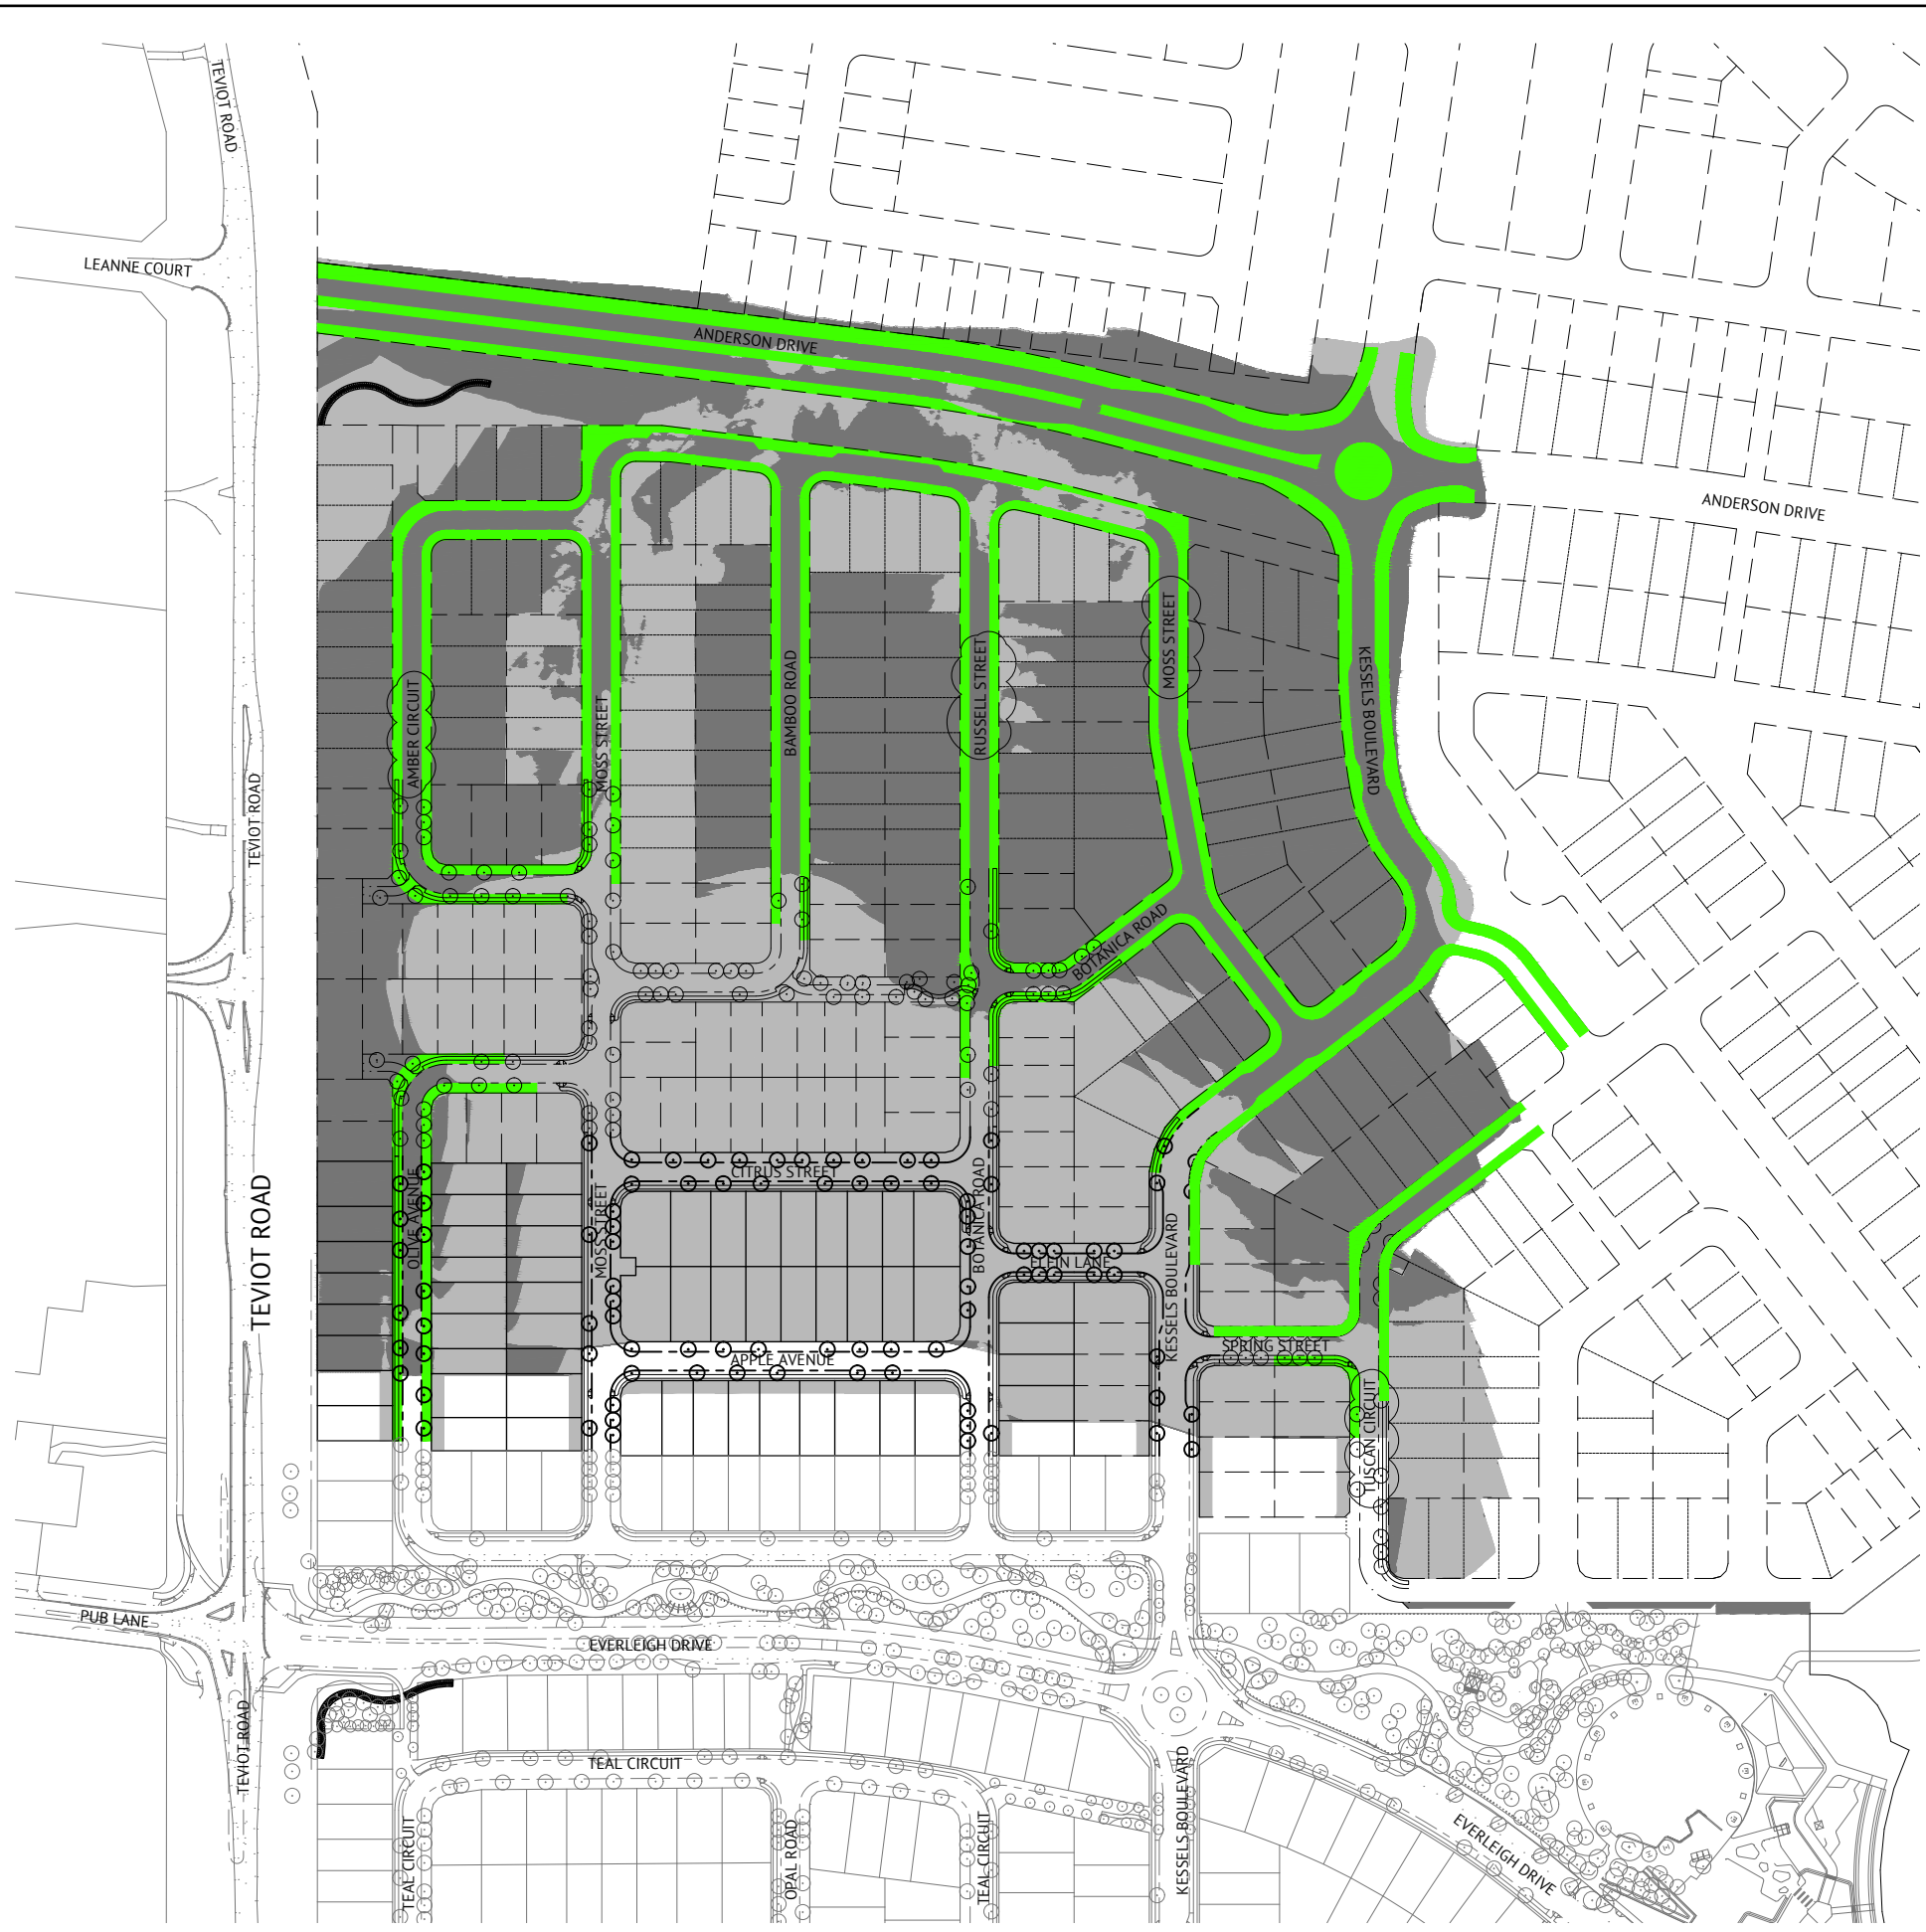 TEVIOT ROAD
LEANNE COURT
ANDERSON DRIVE
ANDERSON DRIVE
MOSS STREET
RUSSELL STREET
BAMBOO ROAD
KESSELS BOULEVARD
AMBER CIRCUIT
MOSS STREET
TEVIOT ROAD
BOTANICA ROAD
CITRUS STREET
TEVIOT ROAD
OLIVE AVENUE
MOSS STREET
BOTANICA ROAD
ELFIN LANE
KESSELS BOULEVARD
SPRING STREET
APPLE AVENUE
TUSCAN CIRCUIT
PUB LANE
EVERLEIGH DRIVE
TEVIOT ROAD
TEAL CIRCUIT
KESSELS BOULEVARD
TEAL CIRCUIT
OPAL ROAD
TEAL CIRCUIT
EVERLEIGH DRIVE